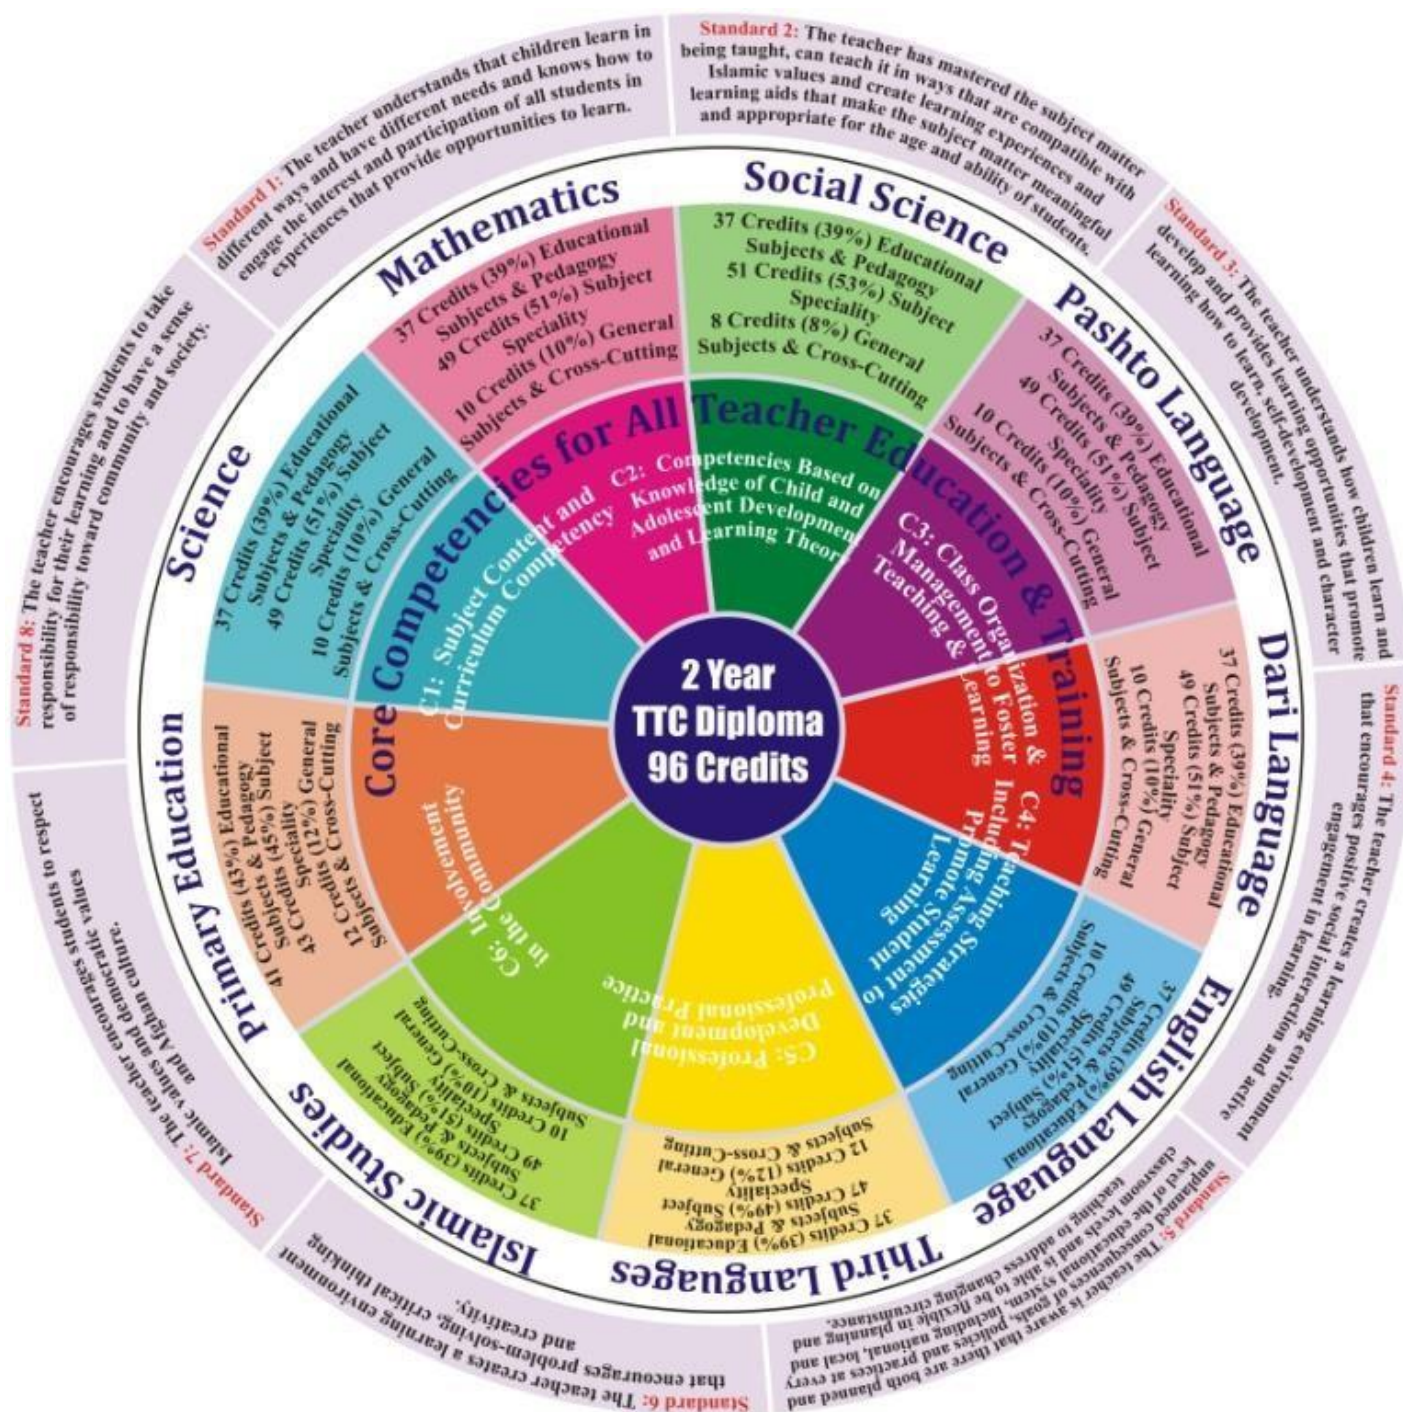 2 Year
TTC Diploma
96 Credits
Core Competencies for All Teacher Education & Training
C1: Subject Content and
Curriculum Competency
C2: Competencies Based on
Knowledge of Child and
Adolescent Development
and Learning Theory
C3: Class Organization &
Management to Foster
Teaching & Learning
C4: Teaching Strategies
Including Assessment to
Promote Student
Learning
C5: Professional
Development and
Professional Practice
C6: Involvement
in the Community
Mathematics
37 Credits (39%) Educational
Subjects & Pedagogy
49 Credits (51%) Subject
Speciality
10 Credits (10%) General
Subjects & Cross-Cutting
Social Science
37 Credits (39%) Educational
Subjects & Pedagogy
51 Credits (53%) Subject
Speciality
8 Credits (8%) General
Subjects & Cross-Cutting
Pashto Language
37 Credits (39%) Educational
Subjects & Pedagogy
49 Credits (51%) Subject
Speciality
10 Credits (10%) General
Subjects & Cross-Cutting
Dari Language
37 Credits (39%) Educational
Subjects & Pedagogy
49 Credits (51%) Subject
Speciality
10 Credits (10%) General
Subjects & Cross-Cutting
English Language
37 Credits (39%) Educational
Subjects & Pedagogy
49 Credits (51%) Subject
Speciality
10 Credits (10%) General
Subjects & Cross-Cutting
Third Languages
37 Credits (39%) Educational
Subjects & Pedagogy
47 Credits (49%) Subject
Speciality
12 Credits (12%) General
Subjects & Cross-Cutting
Islamic Studies
37 Credits (39%) Educational
Subjects & Pedagogy
49 Credits (51%) Subject
Speciality
10 Credits (10%) General
Subjects & Cross-Cutting
Primary Education
41 Credits (43%) Educational
Subjects & Pedagogy
43 Credits (45%) Subject
Speciality
12 Credits (12%) General
Subjects & Cross-Cutting
Science
37 Credits (39%) Educational
Subjects & Pedagogy
49 Credits (51%) Subject
Speciality
10 Credits (10%) General
Subjects & Cross-Cutting
Standard 1: The teacher understands that children learn in
different ways and have different needs and knows how to
engage the interest and participation of all students in
experiences that provide opportunities to learn.
Standard 2: The teacher has mastered the subject matter
being taught, can teach it in ways that are compatible with
Islamic values and create learning experiences and
learning aids that make the subject matter meaningful
and appropriate for the age and ability of students.
Standard 3: The teacher understands how children learn and
develop and provides learning opportunities that promote
learning how to learn, self-development and character
development.
Standard 4: The teacher creates a learning environment
that encourages positive social interaction and active
engagement in learning.
Standard 5: The teacher is aware that there are both planned and
unplanned consequences of goals, policies and practices at every
level of the educational system, including national, local and
classroom levels and is able to be flexible in planning and
teaching to address changing circumstance.
Standard 6: The teacher creates a learning environment
that encourages problem-solving, critical thinking
and creativity.
Standard 7: The teacher encourages students to respect
Islamic values and democratic values
and Afghan culture.
Standard 8: The teacher encourages students to take
responsibility for their learning and to have a sense
of responsibility toward community and society.